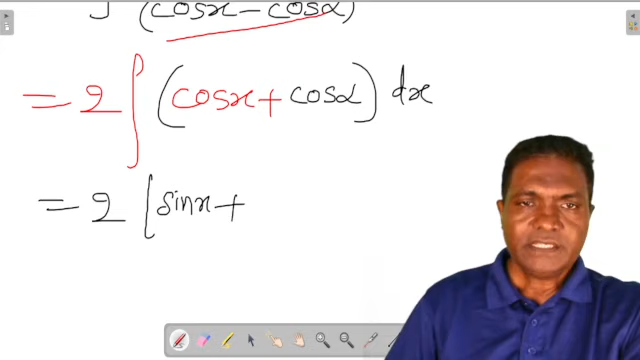 ∫ (cosx - cosα)
= 2 ∫ (cosx + cosα) dx
= 2 [sinx +